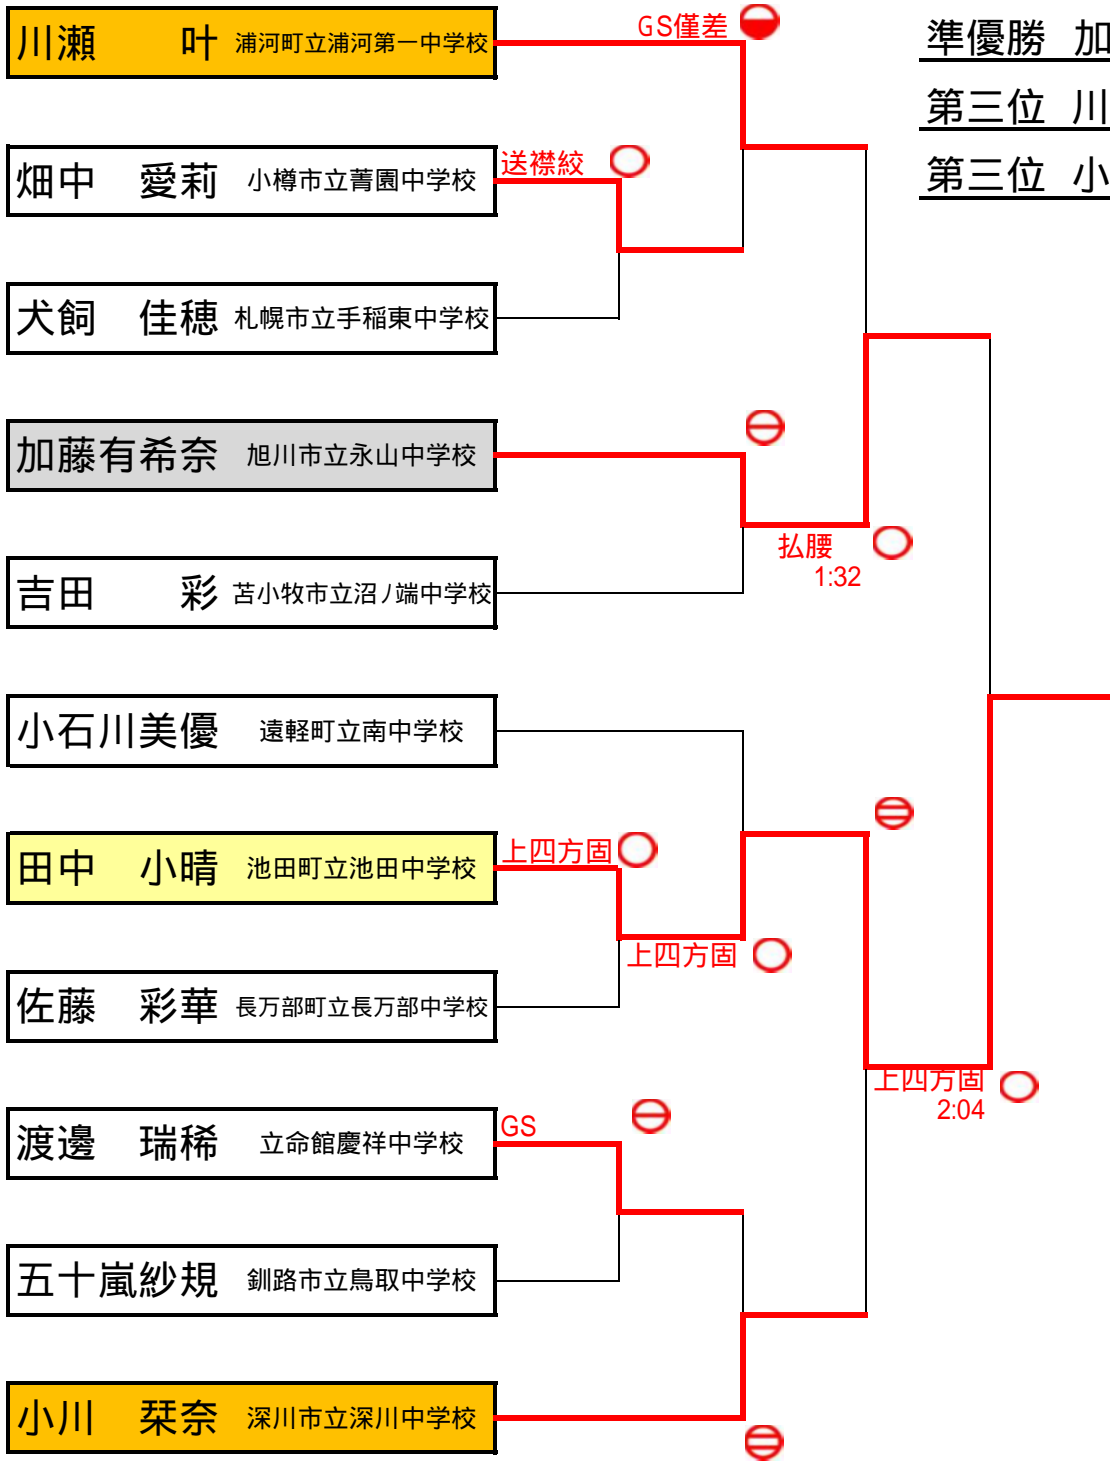 GS僅差
川瀬 叶 浦河町立浦河第一中学校
準優勝 加
第三位 川
送襟絞
畑中 愛莉 小樽市立菁園中学校
第三位 小
犬飼 佳穂 札幌市立手稲東中学校
加藤有希奈 旭川市立永山中学校
払腰
1:32
吉田 彩 苫小牧市立沼ノ端中学校
小石川美優 遠軽町立南中学校
上四方固
田中 小晴 池田町立池田中学校
上四方固
佐藤 彩華 長万部町立長万部中学校
上四方固
2:04
GS
渡邊 瑞稀 立命館慶祥中学校
五十嵐紗規 釧路市立鳥取中学校
小川 栞奈 深川市立深川中学校